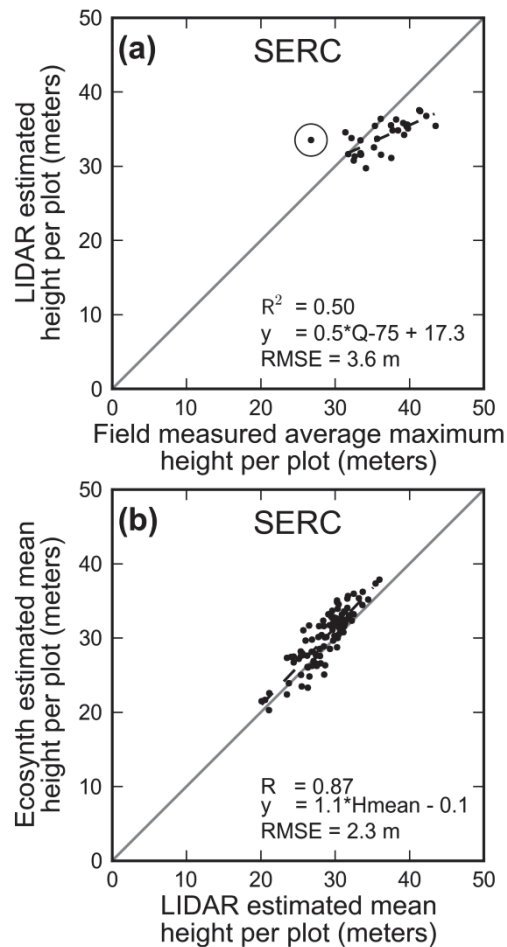 (a) SERC
50
40
30
20
10
0
LIDAR estimated
height per plot (meters)
R² = 0.50
y = 0.5*Q-75 + 17.3
RMSE = 3.6 m
0 10 20 30 40 50
Field measured average maximum
height per plot (meters)
(b) SERC
50
40
30
20
10
0
Ecosynth estimated mean
height per plot (meters)
R = 0.87
y = 1.1*Hmean - 0.1
RMSE = 2.3 m
0 10 20 30 40 50
LIDAR estimated mean
height per plot (meters)